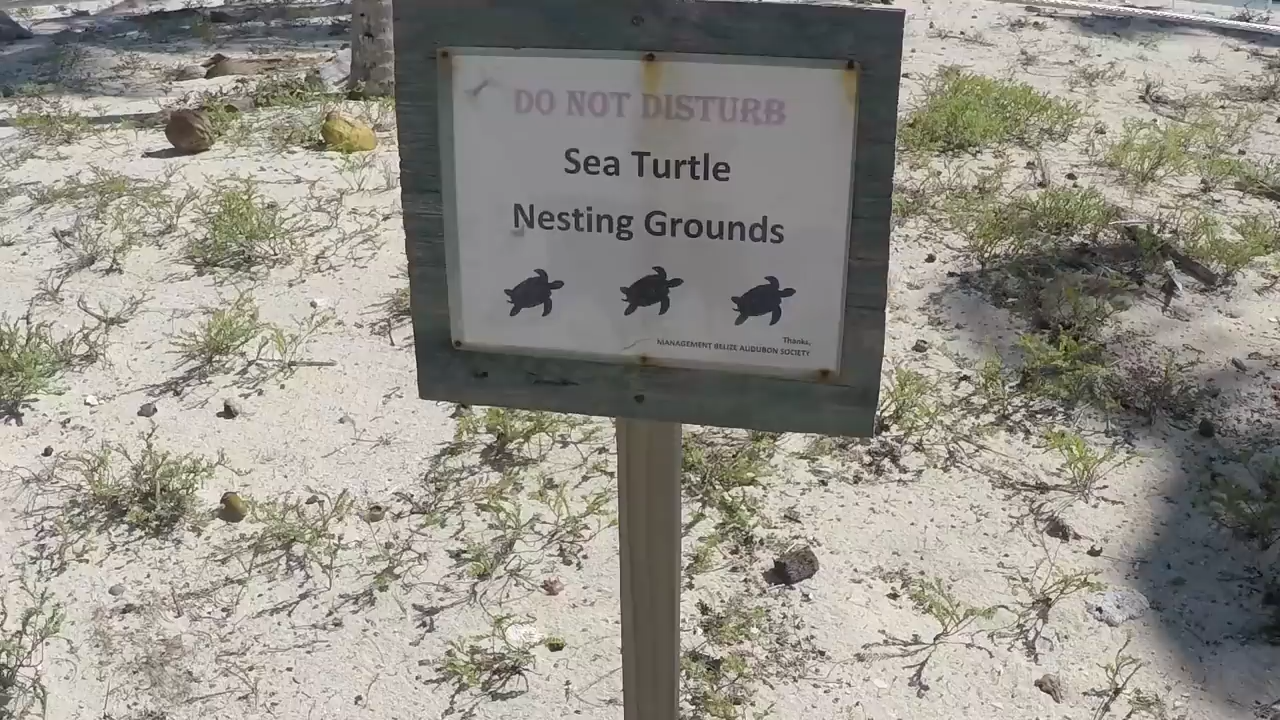 DO NOT DISTURB
Sea Turtle
Nesting Grounds
Thanks,
MANAGEMENT BELIZE AUDUBON SOCIETY